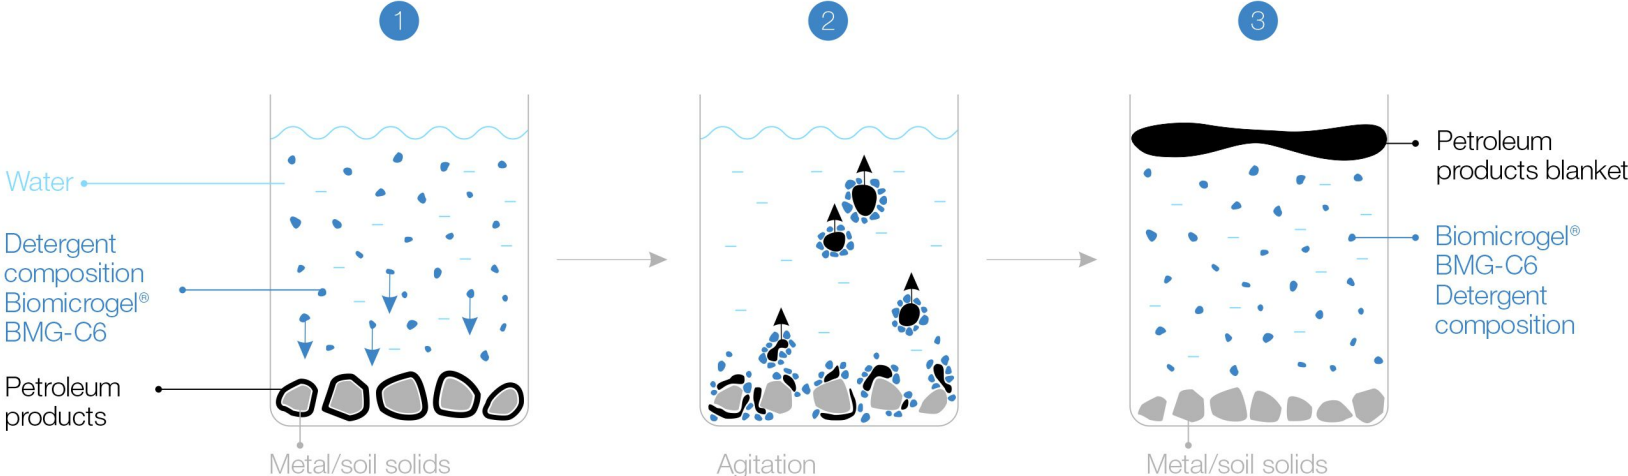 1
2
3
Water
Detergent
composition
Biomicrogel®
BMG-C6
Petroleum
products
Metal/soil solids
Agitation
Petroleum
products blanket
Biomicrogel®
BMG-C6
Detergent
composition
Metal/soil solids